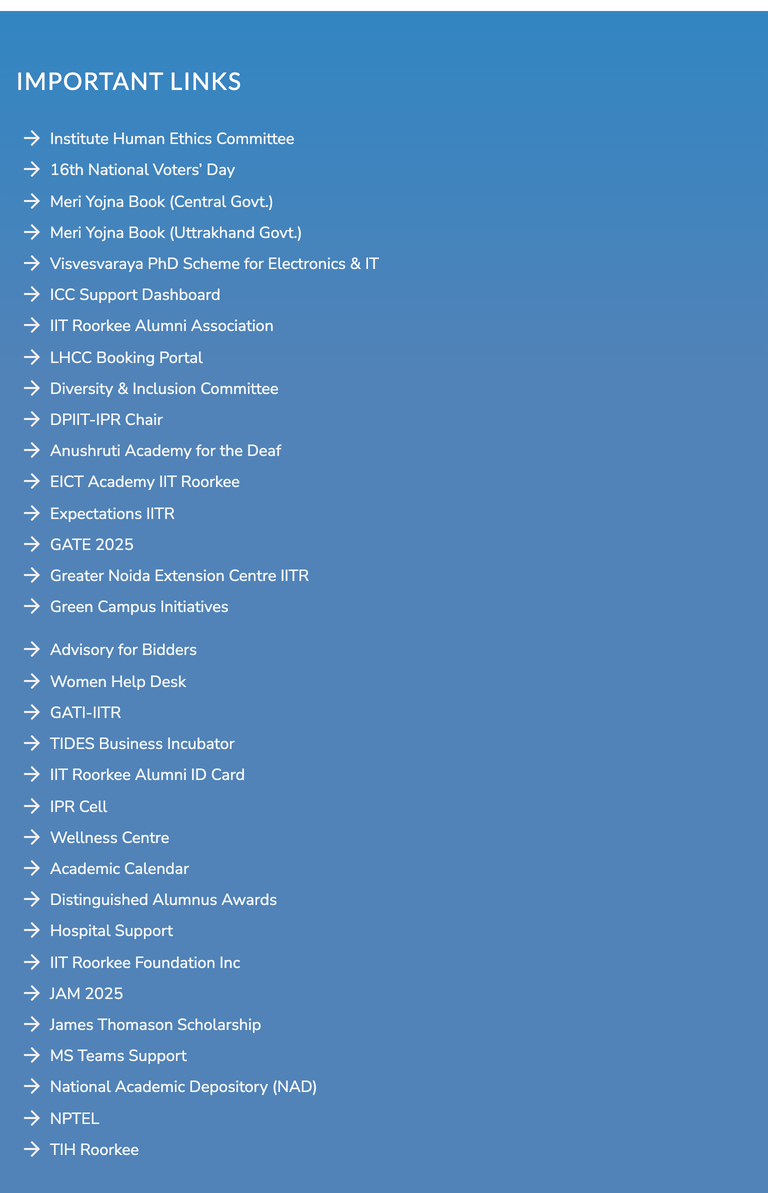 IMPORTANT LINKS
Institute Human Ethics Committee
16th National Voters' Day
Meri Yojna Book (Central Govt.)
Meri Yojna Book (Uttrakhand Govt.)
Visvesvaraya PhD Scheme for Electronics & IT
ICC Support Dashboard
IIT Roorkee Alumni Association
LHCC Booking Portal
Diversity & Inclusion Committee
DPIIT-IPR Chair
Anushruti Academy for the Deaf
EICT Academy IIT Roorkee
Expectations IITR
GATE 2025
Greater Noida Extension Centre IITR
Green Campus Initiatives
Advisory for Bidders
Women Help Desk
GATI-IITR
TIDES Business Incubator
IIT Roorkee Alumni ID Card
IPR Cell
Wellness Centre
Academic Calendar
Distinguished Alumnus Awards
Hospital Support
IIT Roorkee Foundation Inc
JAM 2025
James Thomason Scholarship
MS Teams Support
National Academic Depository (NAD)
NPTEL
TIH Roorkee